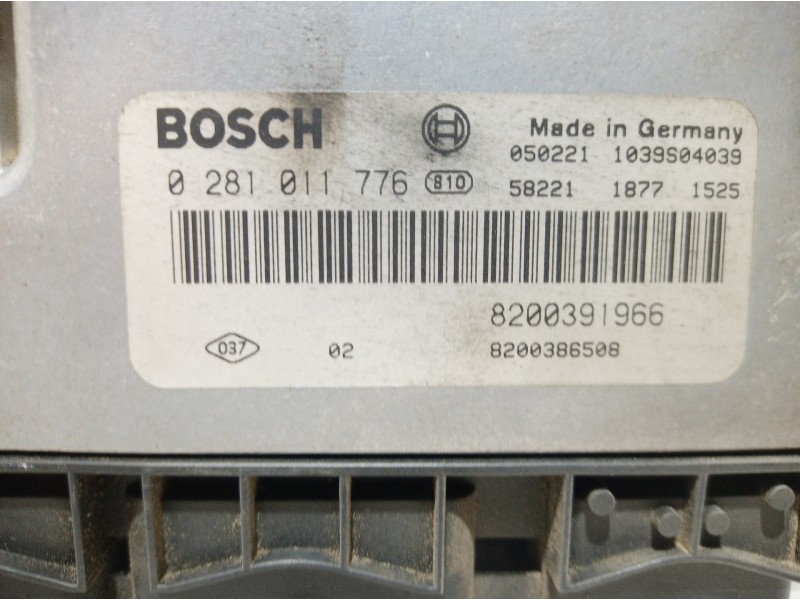 BOSCH
Made in Germany
050221 1039S04039
0 281 011 776 810
58221 1877 1525
8200391966
037 02 8200386508